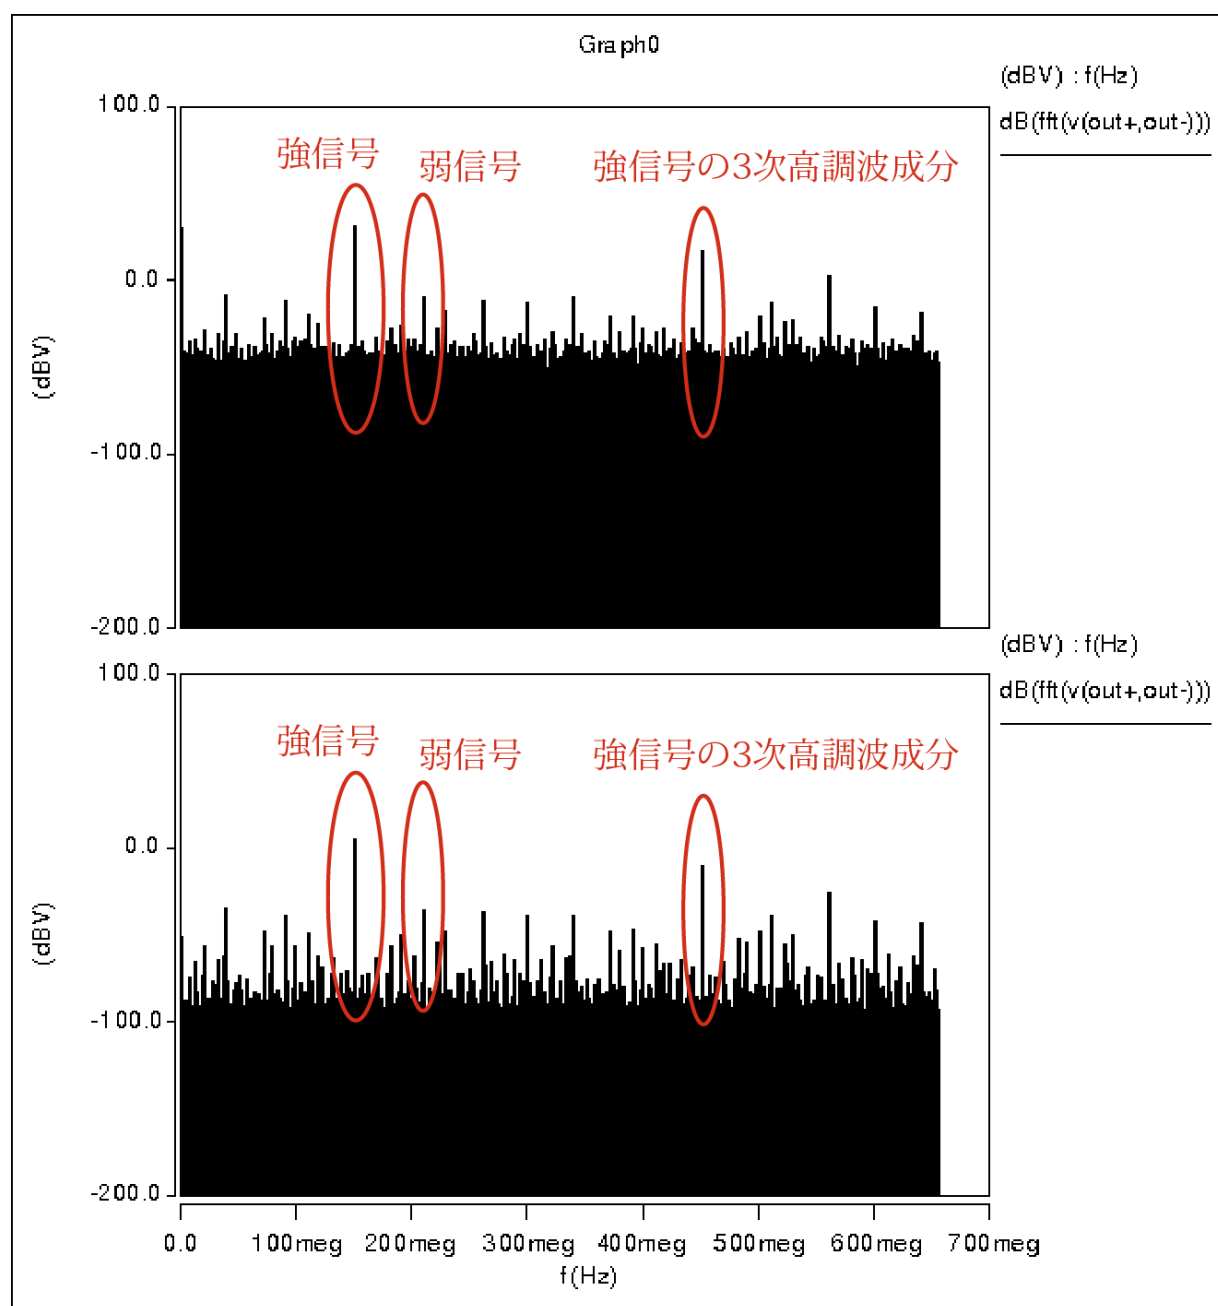 Graph0
(dBV) : f(Hz)
dB(fft(v(out+,out-)))
100.0
強信号
弱信号
強信号の3次高調波成分
0.0
(dBV)
-100.0
-200.0
(dBV) : f(Hz)
dB(fft(v(out+,out-)))
100.0
強信号
弱信号
強信号の3次高調波成分
0.0
(dBV)
-100.0
-200.0
0.0 100meg 200meg 300meg 400meg 500meg 600meg 700meg
f(Hz)